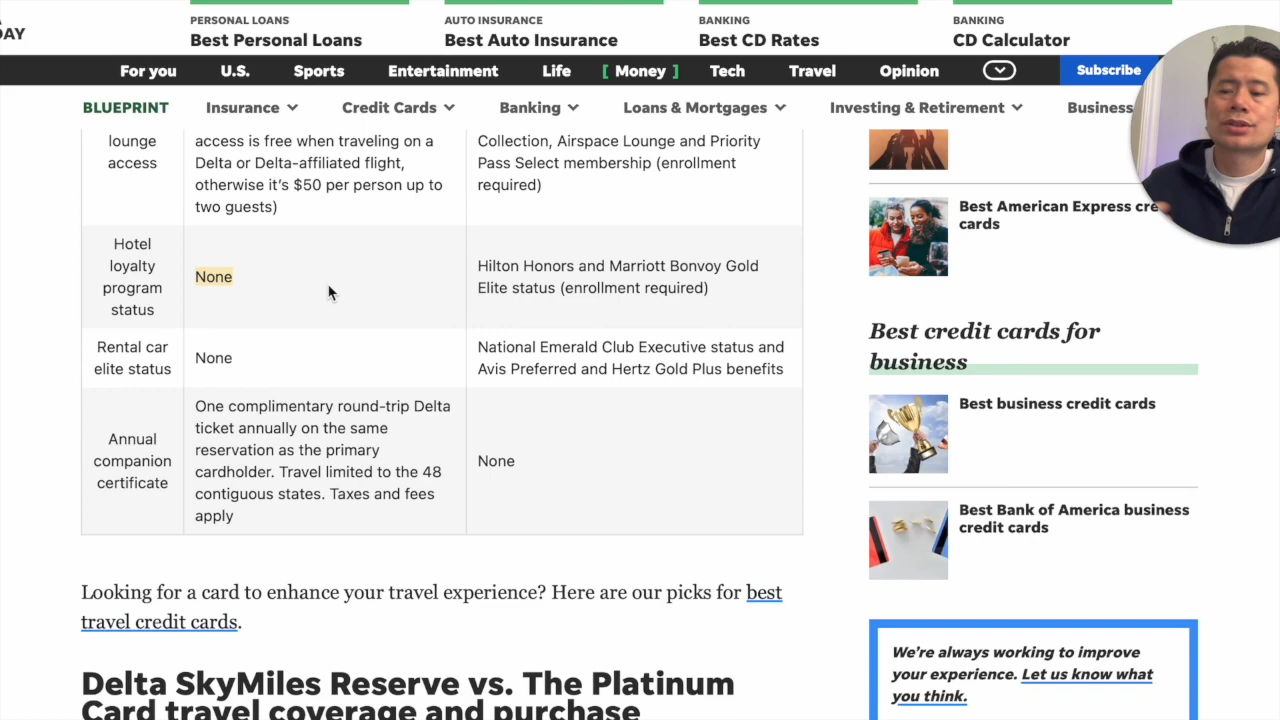 DAY
PERSONAL LOANS
Best Personal Loans
AUTO INSURANCE
Best Auto Insurance
BANKING
Best CD Rates
BANKING
CD Calculator
For you
U.S.
Sports
Entertainment
Life
[ Money ]
Tech
Travel
Opinion
Subscribe
BLUEPRINT
Insurance
Credit Cards
Banking
Loans & Mortgages
Investing & Retirement
Business
lounge
access
access is free when traveling on a
Delta or Delta-affiliated flight,
otherwise it's $50 per person up to
two guests)
Collection, Airspace Lounge and Priority
Pass Select membership (enrollment
required)
Hotel
loyalty
program
status
None
Hilton Honors and Marriott Bonvoy Gold
Elite status (enrollment required)
Rental car
elite status
None
National Emerald Club Executive status and
Avis Preferred and Hertz Gold Plus benefits
Annual
companion
certificate
One complimentary round-trip Delta
ticket annually on the same
reservation as the primary
cardholder. Travel limited to the 48
contiguous states. Taxes and fees
apply
None
Looking for a card to enhance your travel experience? Here are our picks for best
travel credit cards.
Delta SkyMiles Reserve vs. The Platinum
Card travel coverage and purchase
Best American Express cre
cards
Best credit cards for
business
Best business credit cards
Best Bank of America business
credit cards
We're always working to improve
your experience. Let us know what
you think.